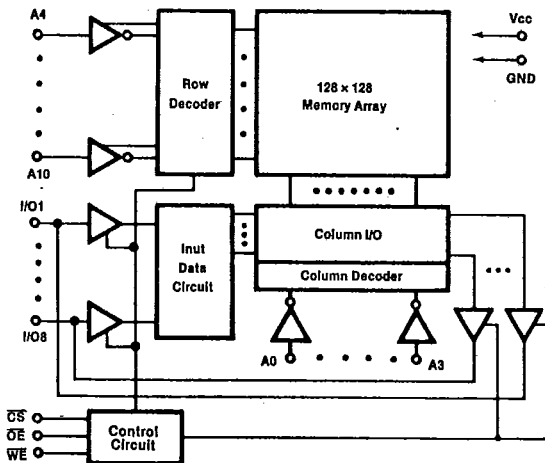 A4
Vcc
GND
Row
Decoder
128 × 128
Memory Array
A10
I/O1
Inut
Data
Circuit
Column I/O
Column Decoder
I/O8
A0
A3
CS
OE
WE
Control
Circuit